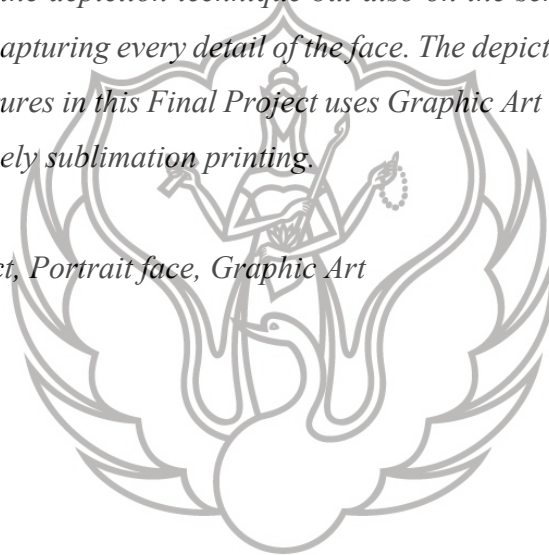 the depiction technique but also on the
apturing every detail of the face. The depict
ures in this Final Project uses Graphic Art
ely sublimation printing.
ct, Portrait face, Graphic Art